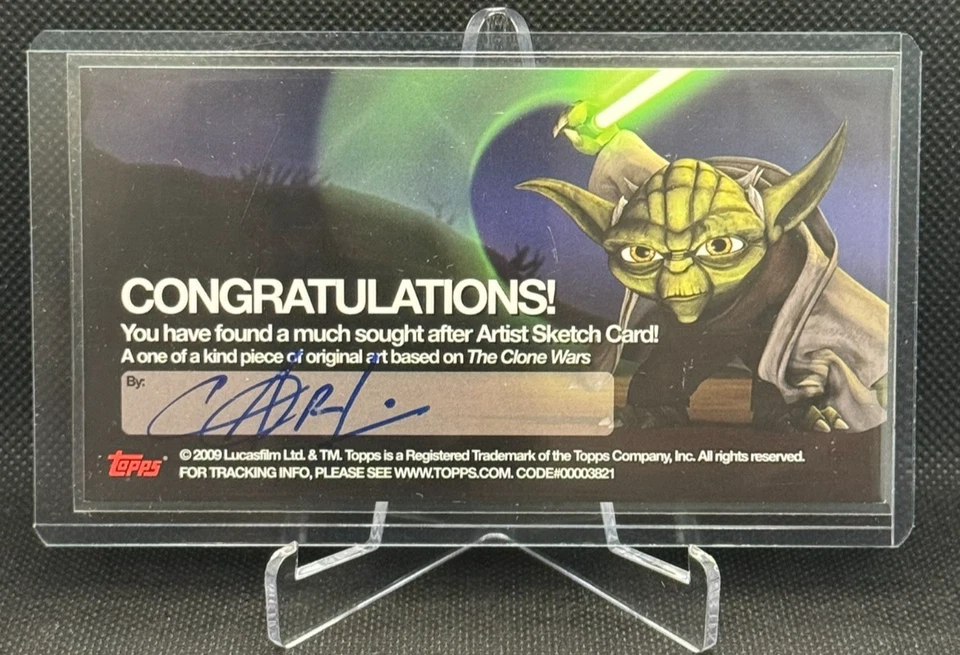 CONGRATULATIONS!
You have found a much sought after Artist Sketch Card!
A one of a kind piece of original art based on The Clone Wars
By:
topps®
© 2009 Lucasfilm Ltd. & TM. Topps is a Registered Trademark of the Topps Company, Inc. All rights reserved.
FOR TRACKING INFO, PLEASE SEE WWW.TOPPS.COM. CODE#00003821